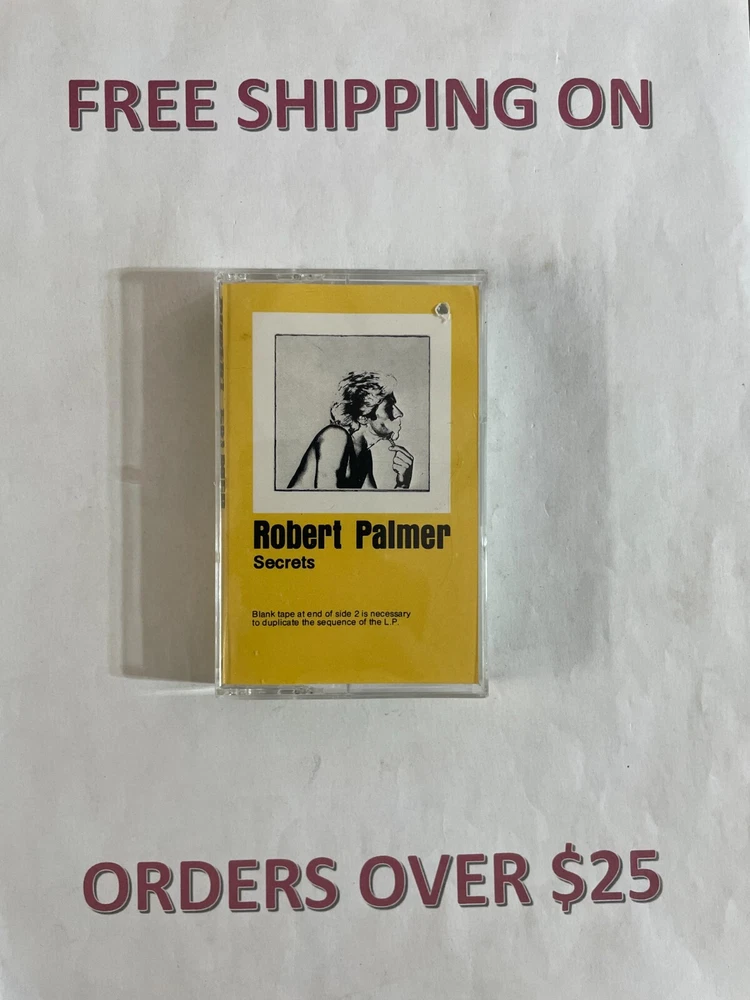 FREE SHIPPING ON
Robert Palmer
Secrets
Blank tape at end of side 2 is necessary
to duplicate the sequence of the L.P.
ORDERS OVER $25